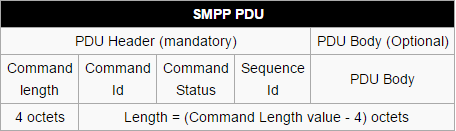 SMPP PDU
PDU Header (mandatory) PDU Body (Optional)
Command length Command Id Command Status Sequence Id PDU Body
4 octets Length = (Command Length value - 4) octets